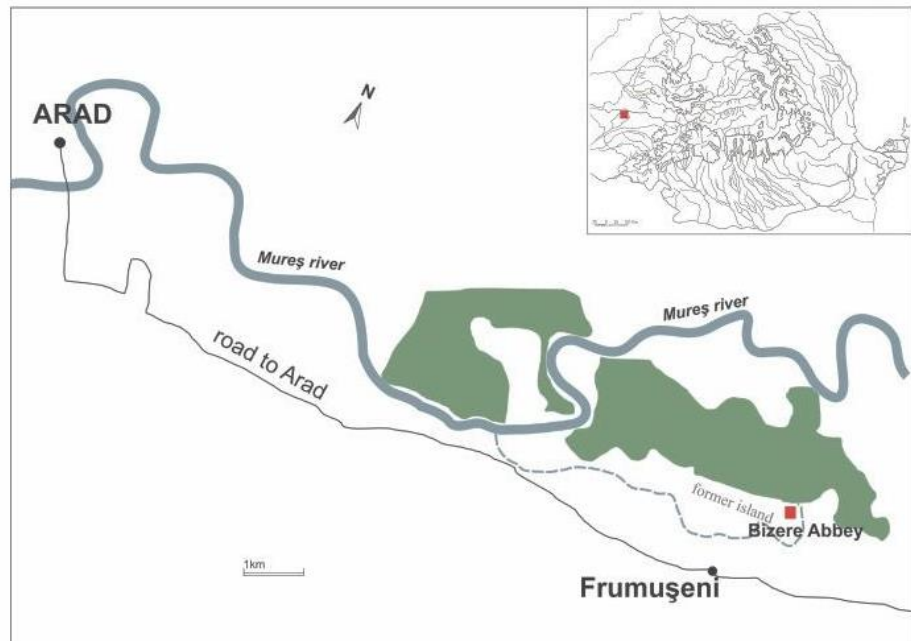 ARAD
N
Mureş river
Mureş river
road to Arad
former island
Bizere Abbey
1km
Frumuşeni